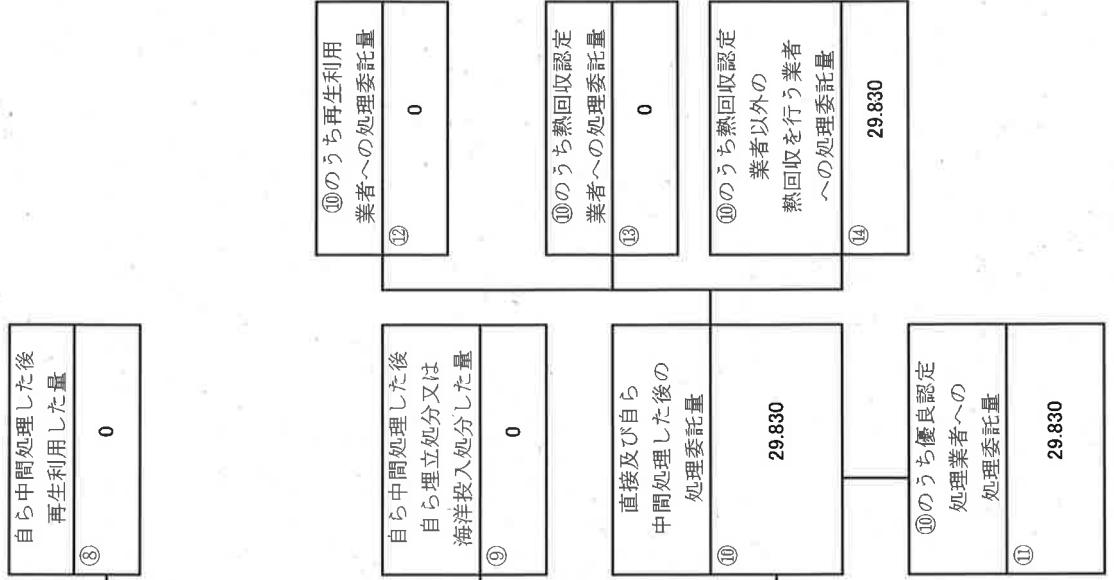 自ら中間処理した後
再生利用した量
⑧
0
自ら中間処理した後
自ら埋立処分又は
海洋投入処分した量
⑨
0
直接及び自ら
中間処理した後の
処理委託量
⑩
29.830
⑩のうち優良認定
処理業者への
処理委託量
⑪
29.830
⑩のうち再生利用
業者への処理委託量
⑫
0
⑩のうち熱回収認定
業者への処理委託量
⑬
0
⑩のうち熱回収認定
業者以外の
熱回収を行う業者
への処理委託量
⑭
29.830